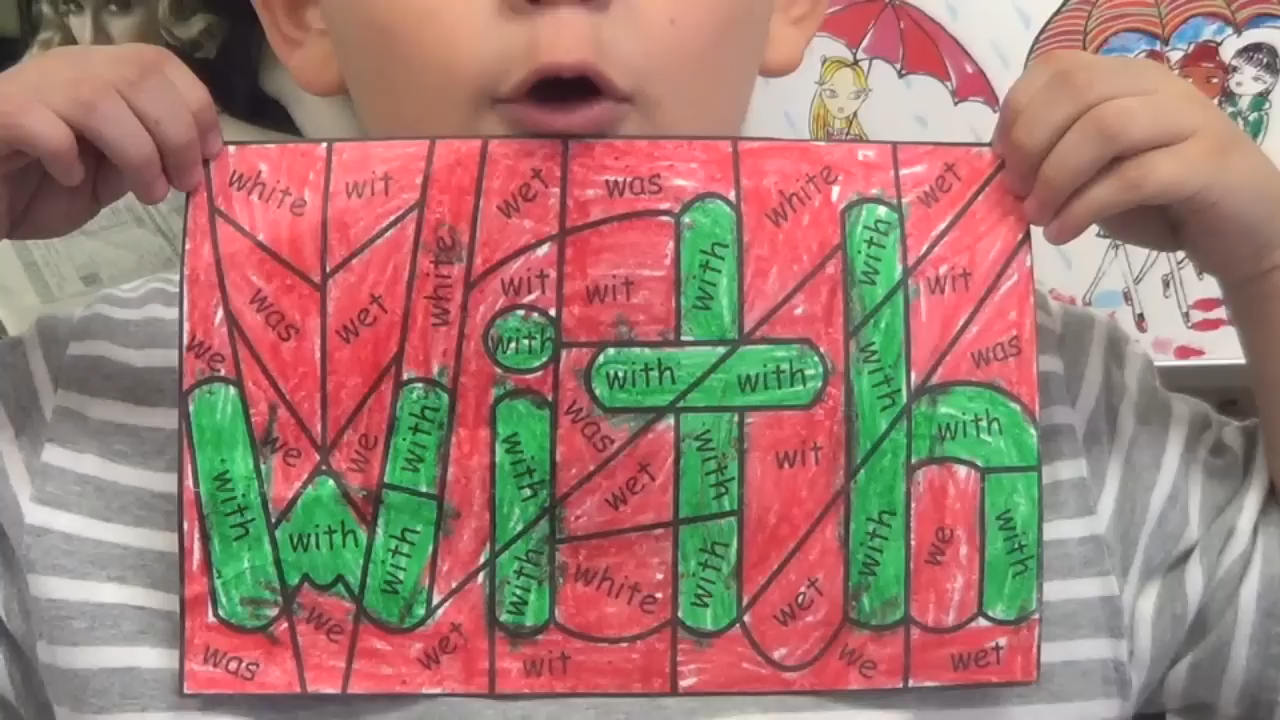 white wit wet was white wet
wit wit wit
was wet white with with
we with with with with was
we we with was wet with wit with
with with with with we with
with with with white with wet
we
was wet wit we wet